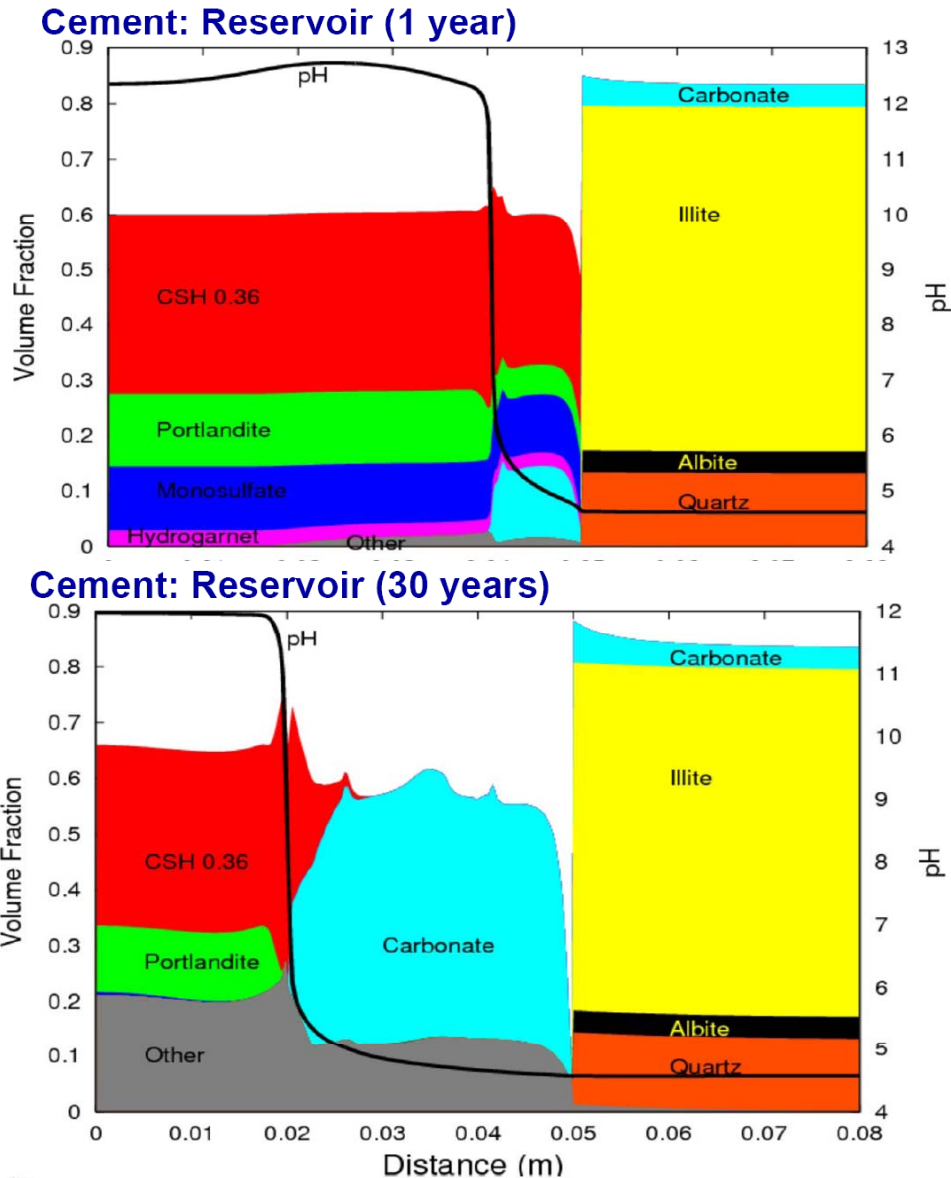 Cement: Reservoir (1 year)
0.9
13
pH
0.8
Carbonate
12
0.7
11
0.6
Illite
10
Volume Fraction
0.5
CSH 0.36
9
pH
0.4
8
0.3
7
Portlandite
0.2
6
Albite
Monosulfate
0.1
Quartz
5
Hydrogarnet
Other
0
4
Cement: Reservoir (30 years)
0.9
12
pH
Carbonate
0.8
11
0.7
10
Illite
0.6
9
Volume Fraction
0.5
CSH 0.36
8
pH
0.4
7
0.3
Carbonate
Portlandite
6
0.2
Albite
Other
5
0.1
Quartz
0
4
0
0.01
0.02
0.03
0.04
0.05
0.06
0.07
0.08
Distance (m)